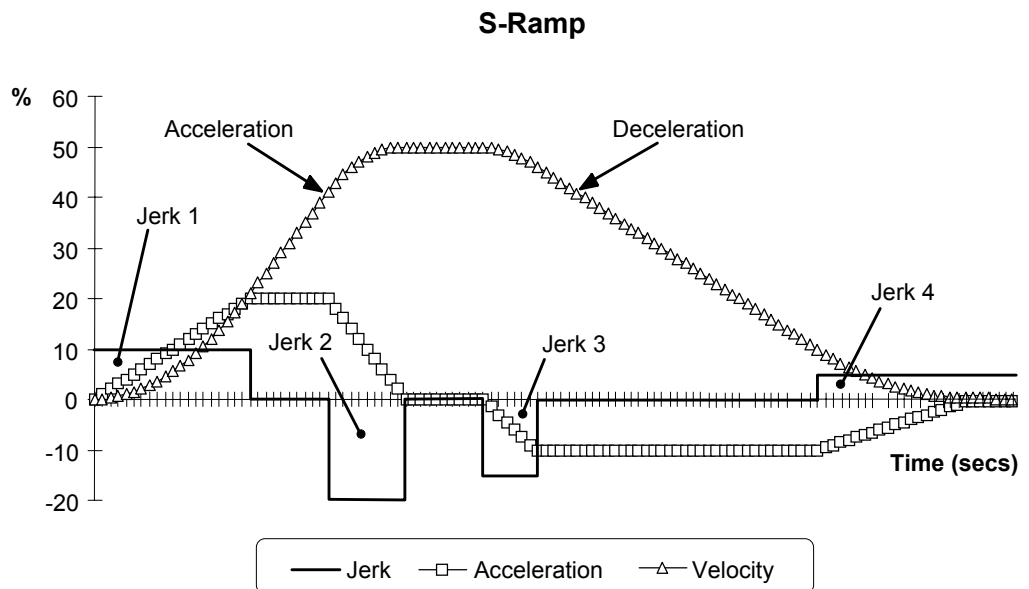 S-Ramp
%
60
Acceleration
Deceleration
50
40
Jerk 1
30
20
Jerk 4
10
Jerk 2
Jerk 3
0
-10
Time (secs)
-20
Jerk Acceleration Velocity